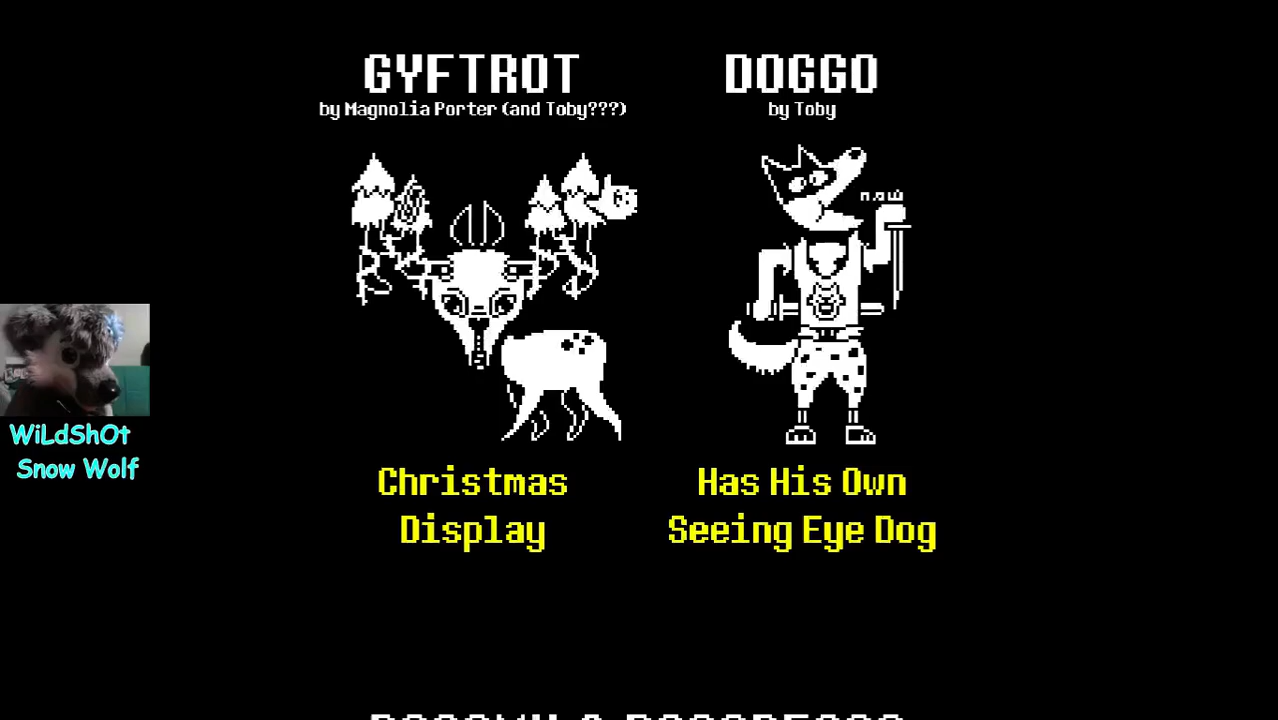 GYFTROT
by Magnolia Porter (and Toby???)
DOGGO
by Toby
Christmas
Display
Has His Own
Seeing Eye Dog
WiLdShOt
Snow Wolf